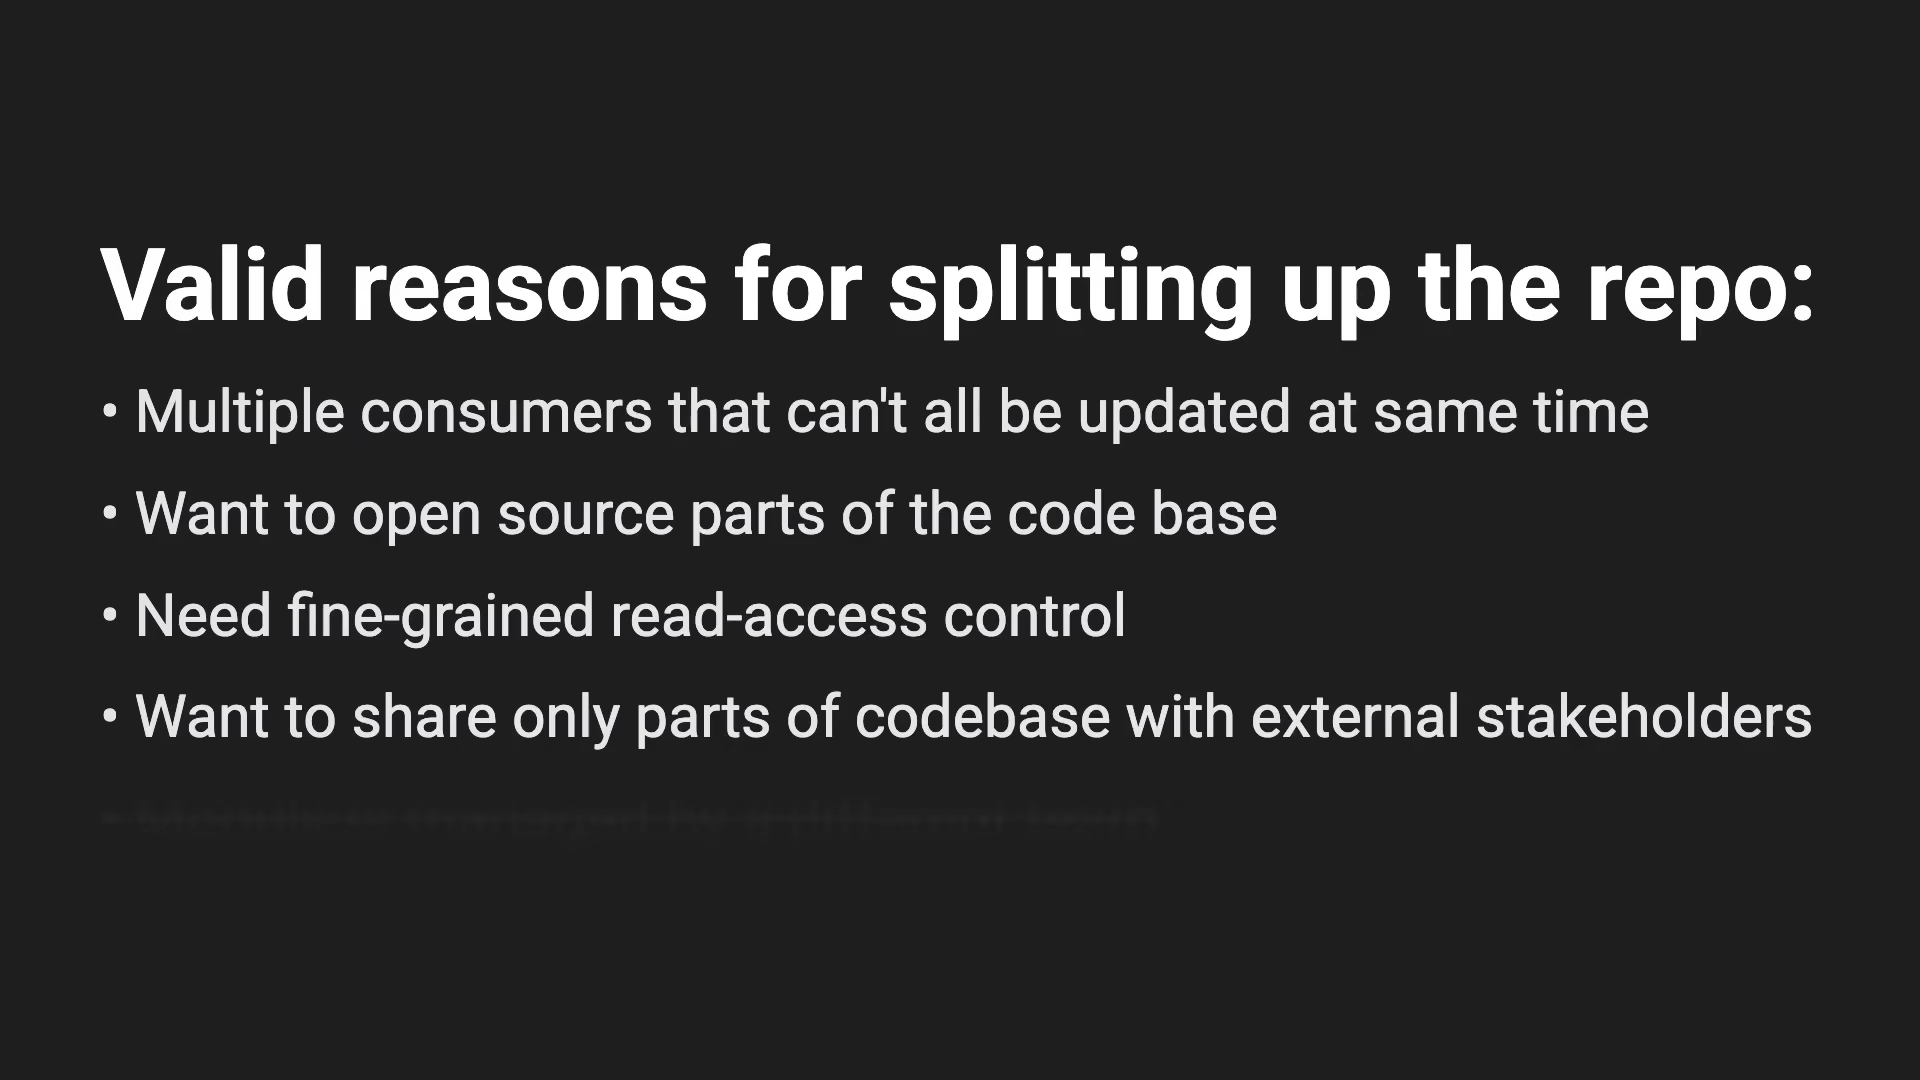 Valid reasons for splitting up the repo:
• Multiple consumers that can't all be updated at same time
• Want to open source parts of the code base
• Need fine-grained read-access control
• Want to share only parts of codebase with external stakeholders